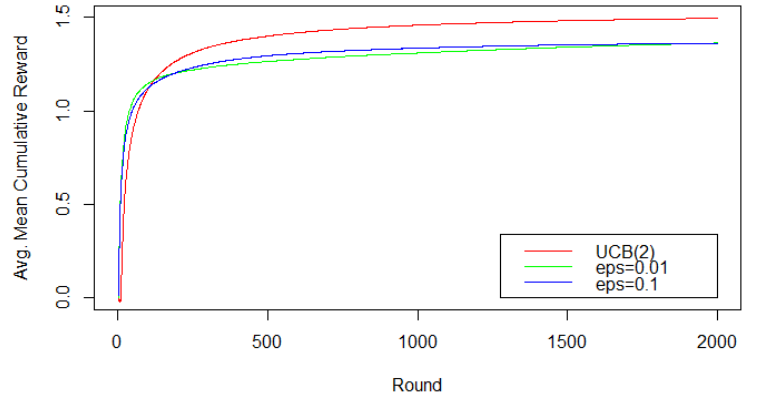 Avg. Mean Cumulative Reward
1.5
1.0
0.5
0.0
UCB(2)
eps=0.01
eps=0.1
0 500 1000 1500 2000
Round